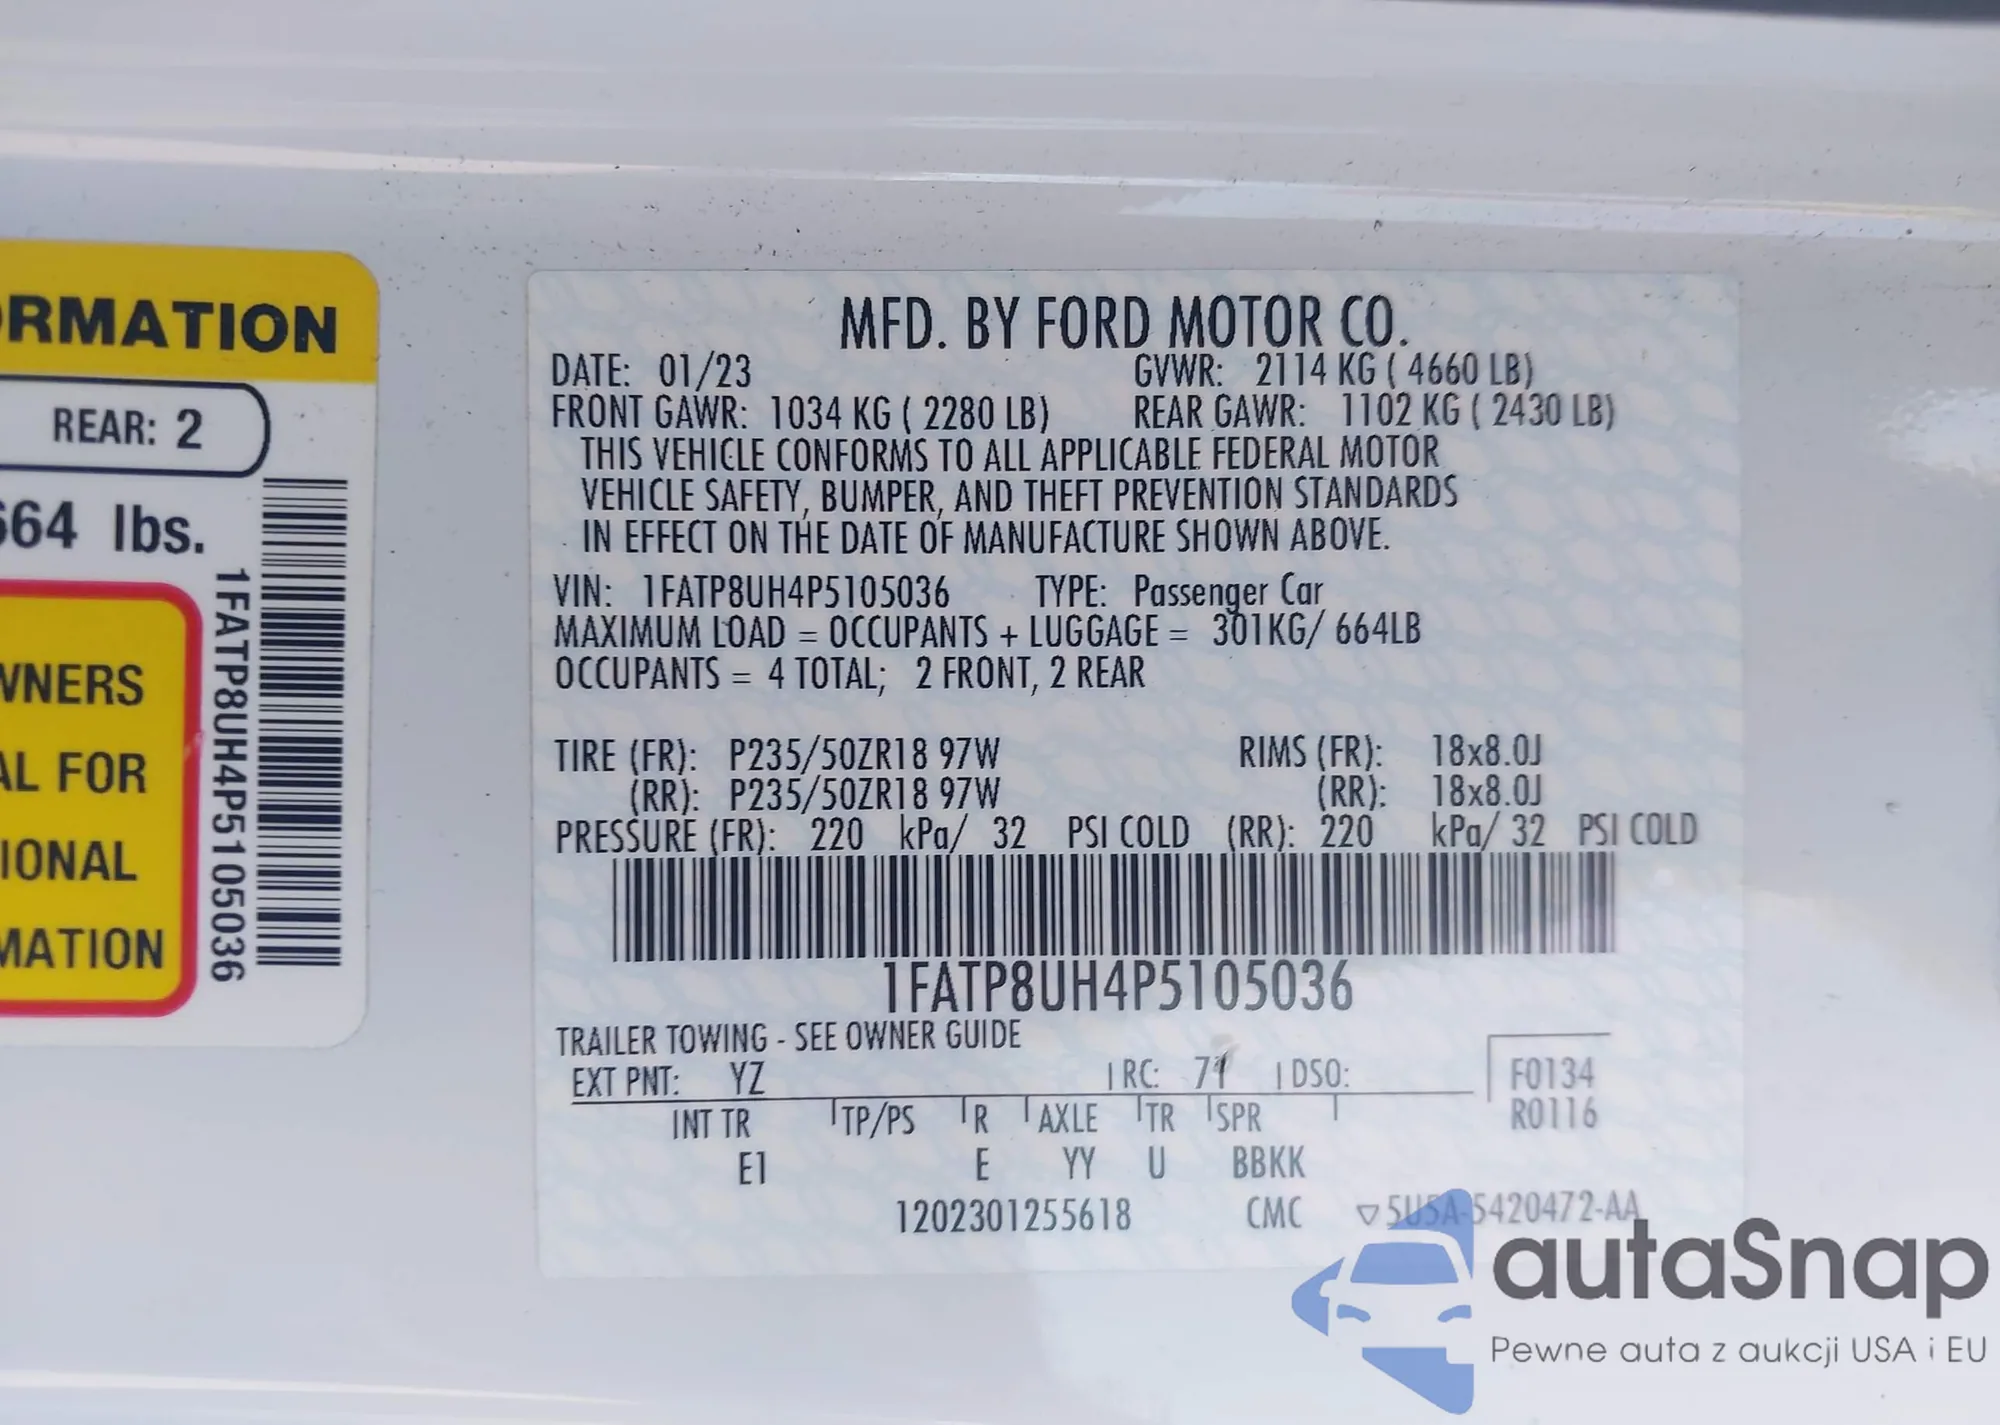 ORMATION
REAR: 2
664 lbs.
WNERS
AL FOR
IONAL
MATION
1FATP8UH4P5105036
MFD. BY FORD MOTOR CO.
DATE: 01/23 GVWR: 2114 KG ( 4660 LB)
FRONT GAWR: 1034 KG ( 2280 LB) REAR GAWR: 1102 KG ( 2430 LB)
THIS VEHICLE CONFORMS TO ALL APPLICABLE FEDERAL MOTOR
VEHICLE SAFETY, BUMPER, AND THEFT PREVENTION STANDARDS
IN EFFECT ON THE DATE OF MANUFACTURE SHOWN ABOVE.
VIN: 1FATP8UH4P5105036 TYPE: Passenger Car
MAXIMUM LOAD = OCCUPANTS + LUGGAGE = 301KG/ 664LB
OCCUPANTS = 4 TOTAL; 2 FRONT, 2 REAR
TIRE (FR): P235/50ZR18 97W RIMS (FR): 18x8.0J
(RR): P235/50ZR18 97W (RR): 18x8.0J
PRESSURE (FR): 220 kPa/ 32 PSI COLD (RR): 220 kPa/ 32 PSI COLD
1FATP8UH4P5105036
TRAILER TOWING - SEE OWNER GUIDE
EXT PNT: YZ RC: 71 DSO: F0134
R0116
INT TR TP/PS R AXLE TR SPR
E1 E YY U BBKK
1202301255618 CMC ▽5U5A-5420472-AA
autaSnap
Pewne auta z aukcji USA i EU